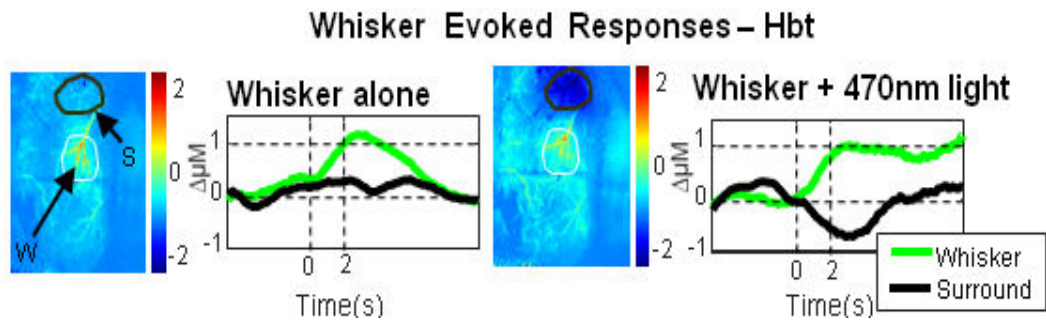 Whisker Evoked Responses – Hbt
2
0
-2
S
W
Whisker alone
ΔµM
1
0
-1
0 2
Time(s)
2
0
-2
Whisker + 470nm light
ΔµM
1
0
-1
0 2
Time(s)
Whisker
Surround